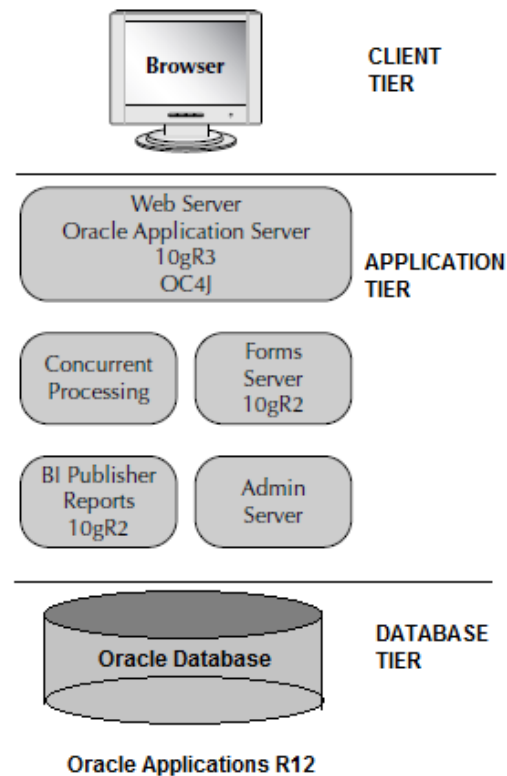 Browser
CLIENT
TIER
Web Server
Oracle Application Server
10gR3
OC4J
APPLICATION
TIER
Concurrent
Processing
Forms
Server
10gR2
BI Publisher
Reports
10gR2
Admin
Server
Oracle Database
DATABASE
TIER
Oracle Applications R12